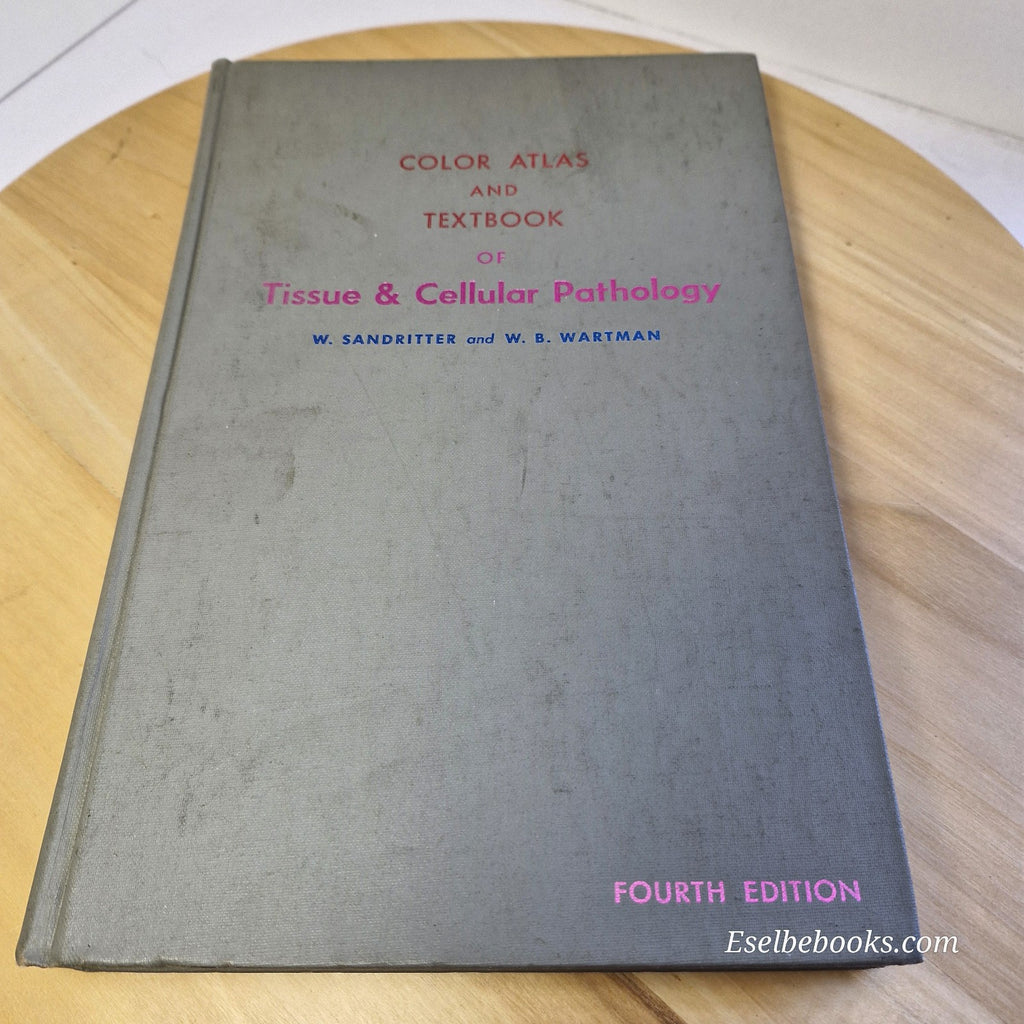 COLOR ATLAS
AND
TEXTBOOK
OF
Tissue & Cellular Pathology
W. SANDRITTER and W. B. WARTMAN
FOURTH EDITION
Eselbebooks.com